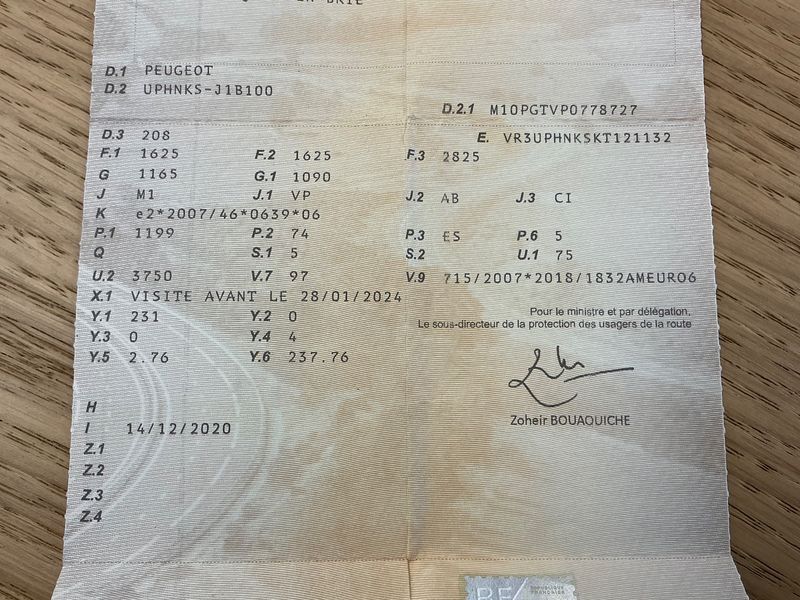 EN BRIE
D.1 PEUGEOT
D.2 UPHNKS-J1B100
D.2.1 M10PGTVP0778727
D.3 208
E. VR3UPHNKSKT121132
F.1 1625 F.2 1625 F.3 2825
G 1165 G.1 1090
J M1 J.1 VP J.2 AB J.3 CI
K e2*2007/46*0639*06
P.1 1199 P.2 74 P.3 ES P.6 5
Q S.1 5 S.2 U.1 75
U.2 3750 V.7 97 V.9 715/2007*2018/1832AMEURO6
X.1 VISITE AVANT LE 28/01/2024
Y.1 231 Y.2 0
Y.3 0 Y.4 4
Y.5 2.76 Y.6 237.76
Pour le ministre et par délégation,
Le sous-directeur de la protection des usagers de la route
Zoheir BOUAOUICHE
H
I 14/12/2020
Z.1
Z.2
Z.3
Z.4
RÉPUBLIQUE
FRANÇAISE